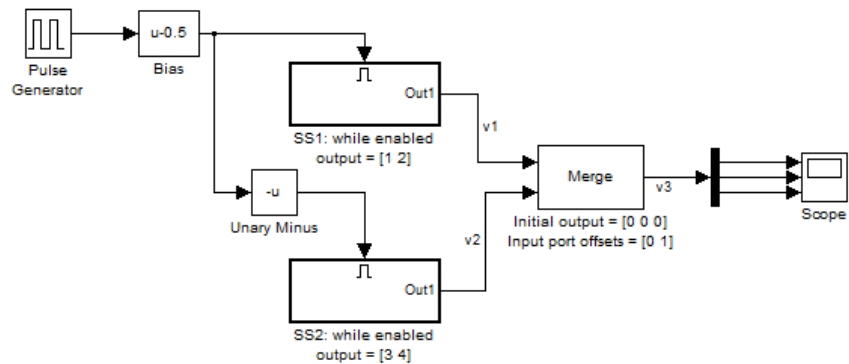 Pulse
Generator
u-0.5
Bias
Out1
SS1: while enabled
output = [1 2]
v1
-u
Unary Minus
Out1
SS2: while enabled
output = [3 4]
v2
Merge
Initial output = [0 0 0]
Input port offsets = [0 1]
v3
Scope